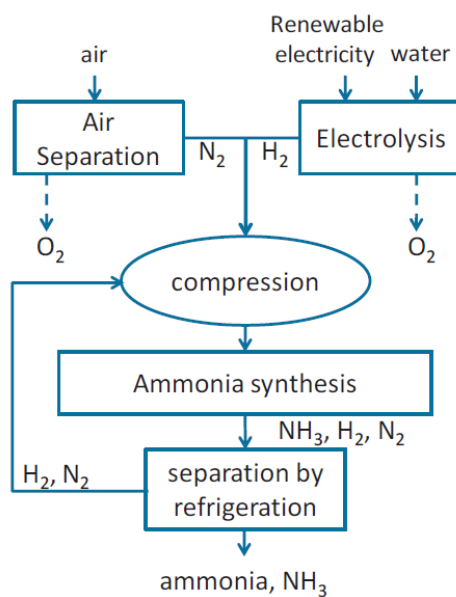 Renewable
electricity
water
air
Air
Separation
N₂
H₂
Electrolysis
O₂
O₂
compression
Ammonia synthesis
NH₃, H₂, N₂
H₂, N₂
separation by
refrigeration
ammonia, NH₃